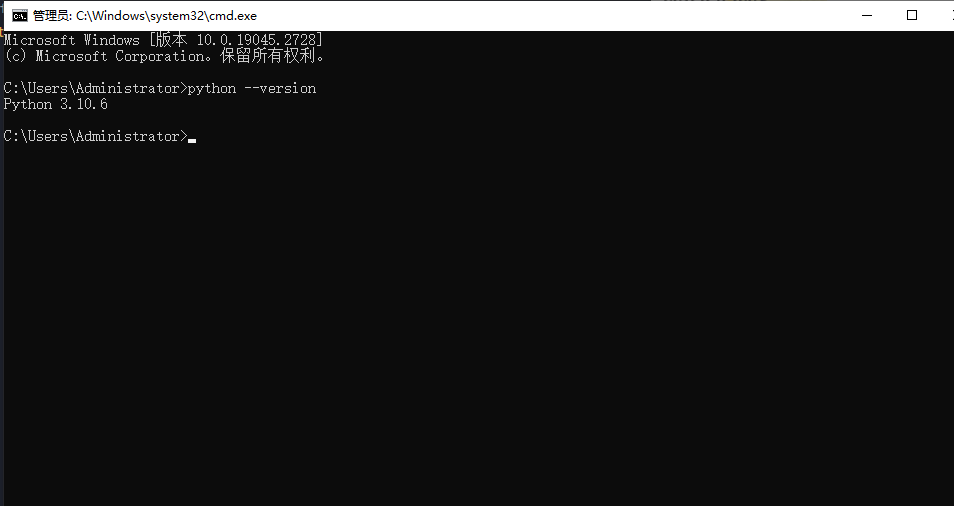 管理员: C:\Windows\system32\cmd.exe
Microsoft Windows [版本 10.0.19045.2728]
(c) Microsoft Corporation。保留所有权利。
C:\Users\Administrator>python --version
Python 3.10.6
C:\Users\Administrator>